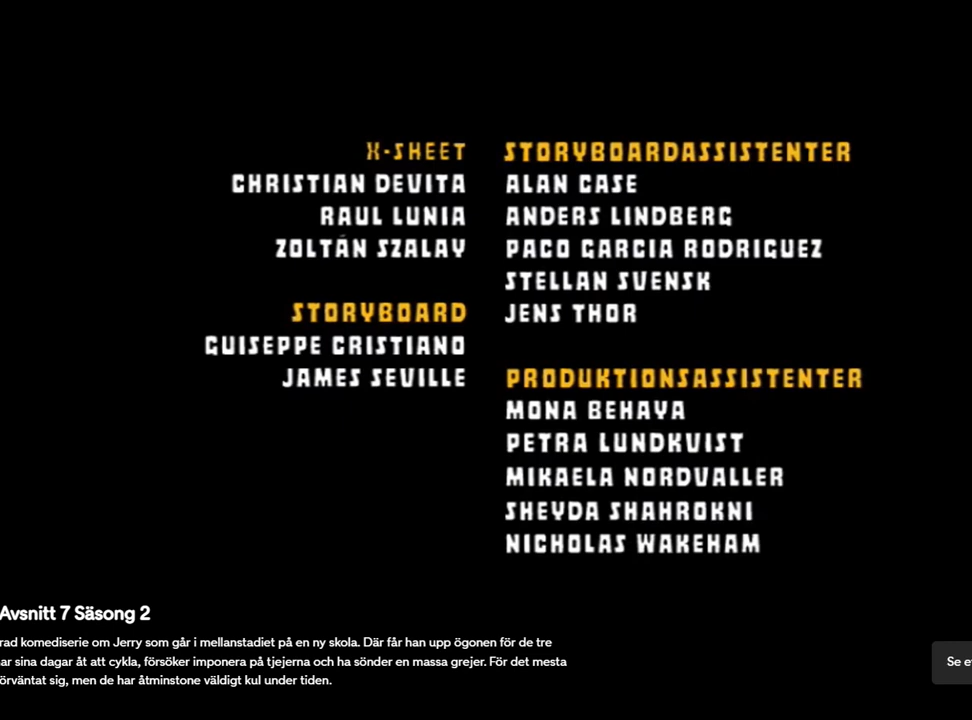 X-SHEET
CHRISTIAN DEVITA
RAUL LUNIA
ZOLTÁN SZALAY
STORYBOARD
GUISEPPE CRISTIANO
JAMES SEVILLE
STORYBOARDASSISTENTER
ALAN CASE
ANDERS LINDBERG
PACO GARCIA RODRIGUEZ
STELLAN SVENSK
JENS THOR
PRODUKTIONSASSISTENTER
MONA BEHAYA
PETRA LUNDKVIST
MIKAELA NORDVALLER
SHEYDA SHAHROKNI
NICHOLAS WAKEHAM
Avsnitt 7 Säsong 2
rad komediserie om Jerry som går i mellanstadiet på en ny skola. Där får han upp ögonen för de tre
ar sina dagar åt att cykla, försöker imponera på tjejerna och ha sönder en massa grejer. För det mesta
örväntat sig, men de har åtminstone väldigt kul under tiden.
Se e